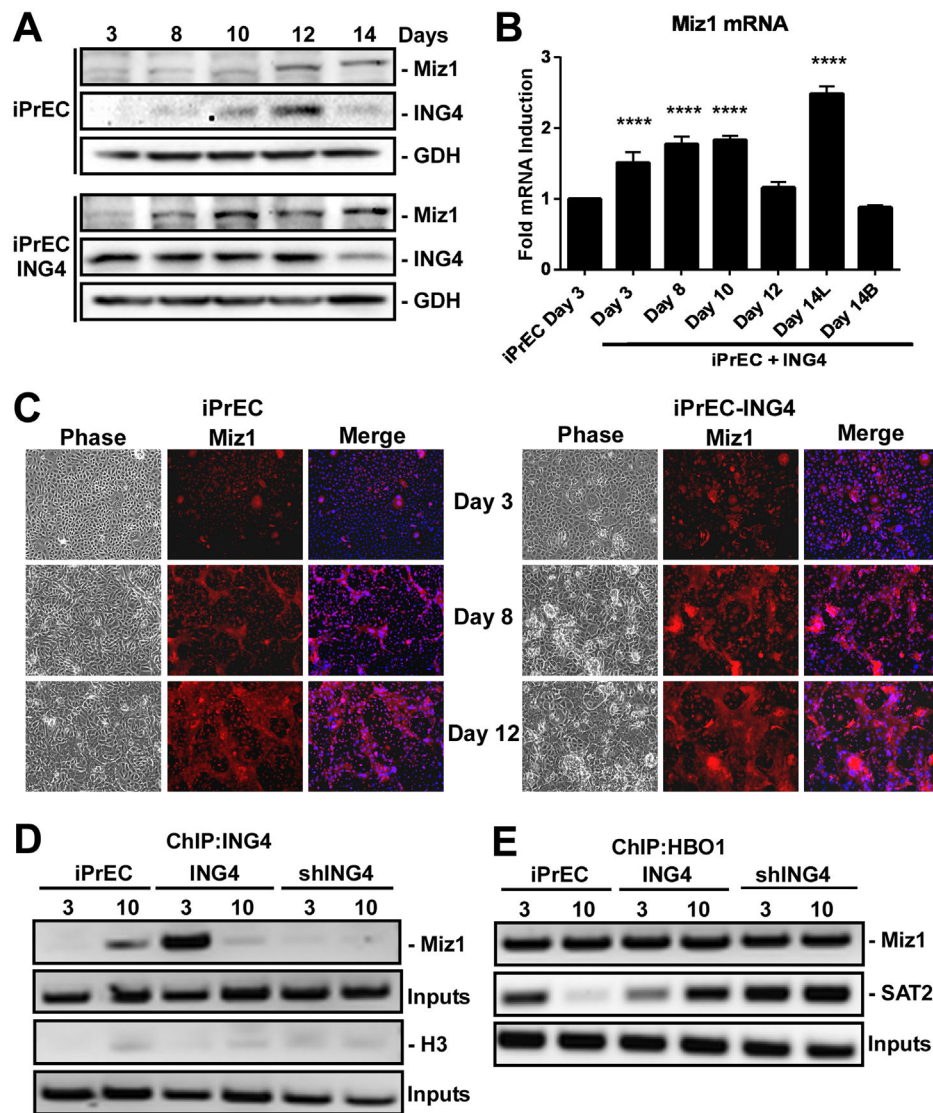 A
3 8 10 12 14 Days
iPrEC
- Miz1
- ING4
- GDH
iPrEC
ING4
- Miz1
- ING4
- GDH
B
Miz1 mRNA
Fold mRNA Induction
3
2
1
0
**** **** **** ****
iPrEC Day 3
Day 3
Day 8
Day 10
Day 12
Day 14L
Day 14B
iPrEC + ING4
C
iPrEC
Phase Miz1 Merge
iPrEC-ING4
Phase Miz1 Merge
Day 3
Day 8
Day 12
D
ChIP:ING4
iPrEC ING4 shING4
3 10 3 10 3 10
- Miz1
Inputs
- H3
Inputs
E
ChIP:HBO1
iPrEC ING4 shING4
3 10 3 10 3 10
- Miz1
- SAT2
Inputs